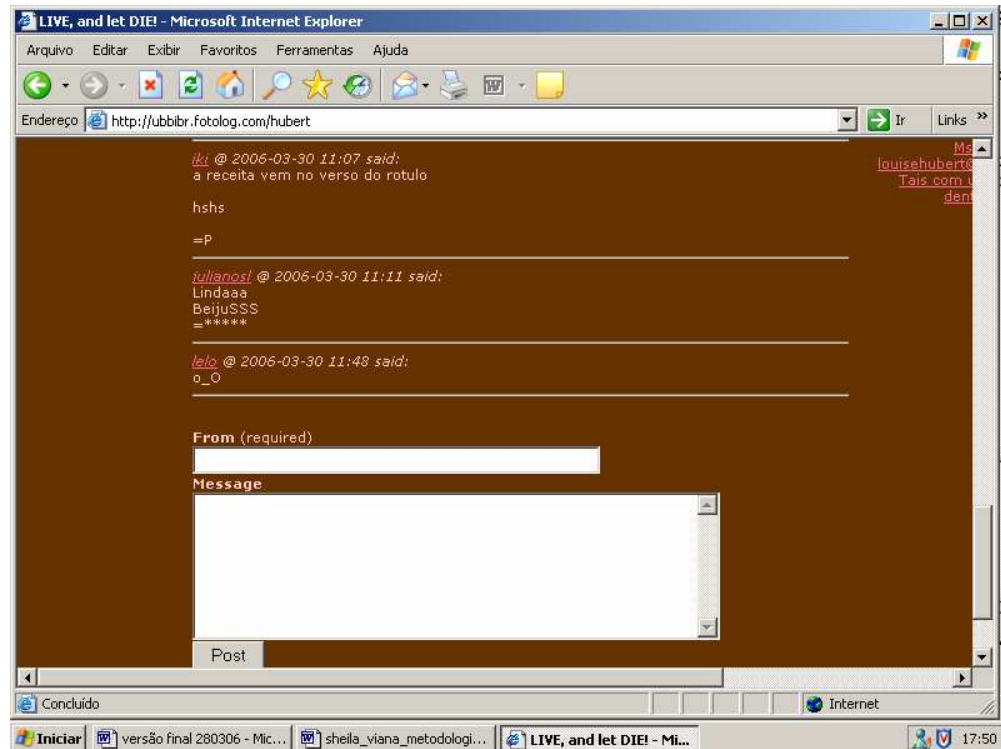 LIVE, and let DIE! - Microsoft Internet Explorer
Arquivo Editar Exibir Favoritos Ferramentas Ajuda
Endereço http://ubbibr.fotolog.com/hubert Ir Links »
iki @ 2006-03-30 11:07 said:
a receita vem no verso do rotulo
hshs
=P
julianosl @ 2006-03-30 11:11 said:
Lindaaa
BeijuSSS
=*****
lelo @ 2006-03-30 11:48 said:
o_O
Ms
louisehubert@
Tais com
dent
From (required)
Message
Post
Concluído Internet
Iniciar versão final 280306 - Mic... sheila_viana_metodologi... LIVE, and let DIE! - Mi... 17:50